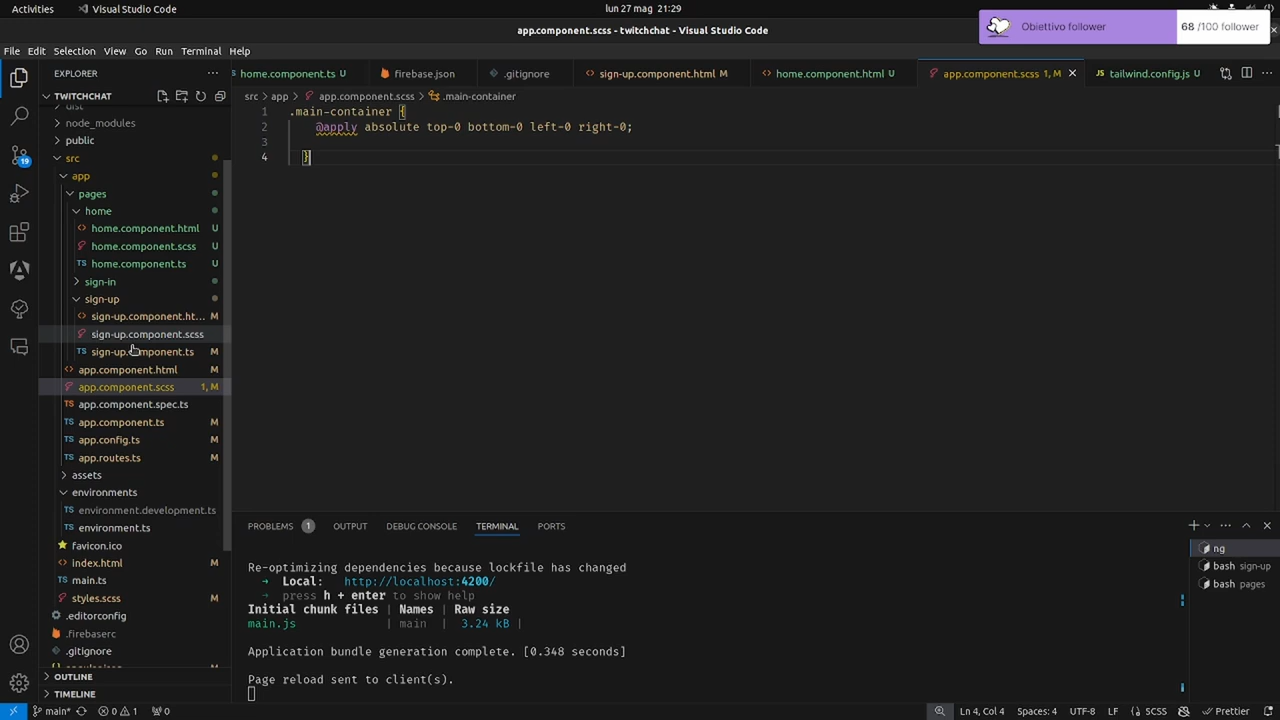 Activities
Visual Studio Code
lun 27 mag 21:29
app.component.scss - twitchchat - Visual Studio Code
Obiettivo follower
68 /100 follower
File Edit Selection View Go Run Terminal Help
EXPLORER
home.component.ts U
firebase.json
.gitignore
sign-up.component.html M
home.component.html U
app.component.scss 1, M
tailwind.config.js U
TWITCHCHAT
src > app > app.component.scss > .main-container
dist
node_modules
public
src
app
pages
home
home.component.html U
home.component.scss U
home.component.ts U
sign-in
sign-up
sign-up.component.ht... M
sign-up.component.scss
sign-up.component.ts M
app.component.html M
app.component.scss 1, M
app.component.spec.ts
app.component.ts M
app.config.ts M
app.routes.ts M
assets
environments
environment.development.ts
environment.ts
favicon.ico
index.html M
main.ts
styles.scss M
.editorconfig
.firebaserc
.gitignore
OUTLINE
TIMELINE
19
1 .main-container {
2 @apply absolute top-0 bottom-0 left-0 right-0;
3
4 }
PROBLEMS 1 OUTPUT DEBUG CONSOLE TERMINAL PORTS
Re-optimizing dependencies because lockfile has changed
➜ Local: http://localhost:4200/
➜ press h + enter to show help
Initial chunk files | Names | Raw size
main.js | main | 3.24 kB |
Application bundle generation complete. [0.348 seconds]
Page reload sent to client(s).
ng
bash sign-up
bash pages
main* 0 1 0
Ln 4, Col 4 Spaces: 4 UTF-8 LF SCSS Prettier